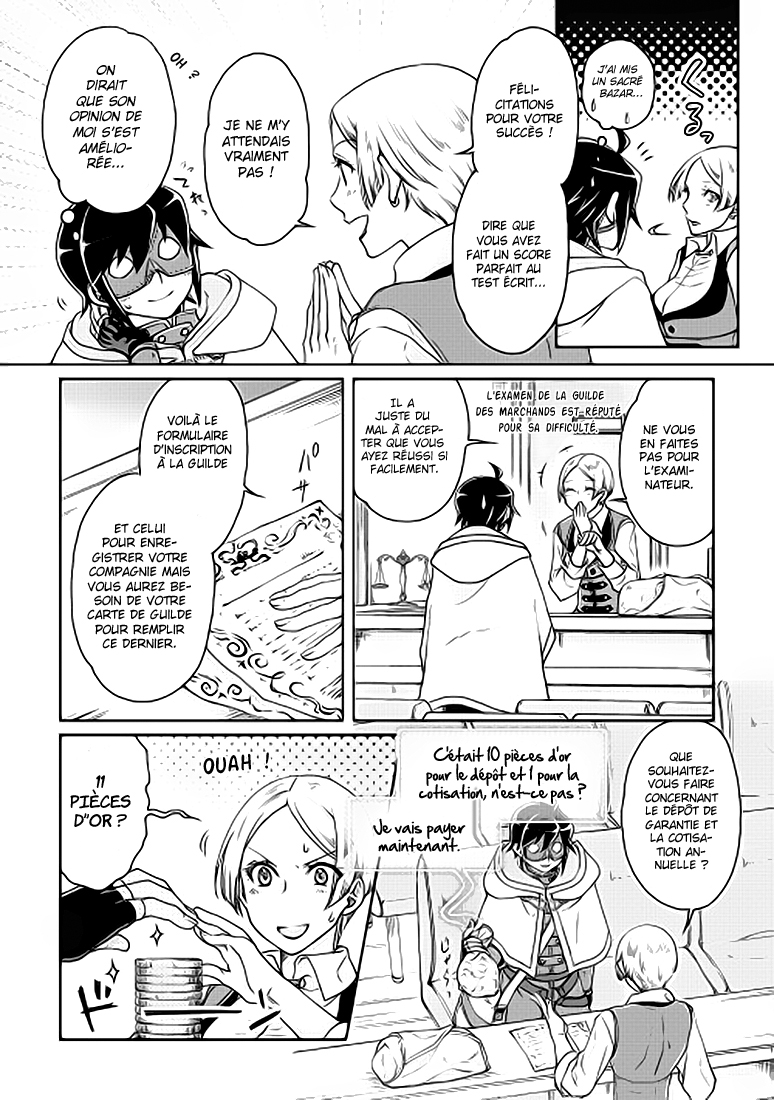 J'AI MIS
UN SACRÉ
BAZAR...
くるっ
FÉLI-
CITATIONS
POUR VOTRE
SUCCÈS !
DIRE QUE
VOUS AVEZ
FAIT UN SCORE
PARFAIT AU
TEST ÉCRIT...
JE NE M'Y
ATTENDAIS
VRAIMENT
PAS !
OH ?
ON
DIRAIT
QUE SON
OPINION DE
MOI S'EST
AMÉLIO-
RÉE...
NE VOUS
EN FAITES
PAS POUR
L'EXAMI-
NATEUR.
L'EXAMEN DE LA GUILDE
DES MARCHANDS EST RÉPUTÉ
POUR SA DIFFICULTÉ.
IL A
JUSTE DU
MAL À ACCEP-
TER QUE VOUS
AYEZ RÉUSSI SI
FACILEMENT.
VOILÀ LE
FORMULAIRE
D'INSCRIPTION
À LA GUILDE
ET CELUI
POUR ENRE-
GISTRER VOTRE
COMPAGNIE MAIS
VOUS AUREZ BE-
SOIN DE VOTRE
CARTE DE GUILDE
POUR REMPLIR
CE DERNIER.
QUE
SOUHAITEZ-
VOUS FAIRE
CONCERNANT
LE DÉPÔT DE
GARANTIE ET LA
COTISATION AN-
NUELLE ?
C'était 10 pièces d'or
pour le dépôt et 1 pour la
cotisation, n'est-ce pas ?
Je vais payer
maintenant.
OUAH !
11
PIÈCES
D'OR ?
ドン